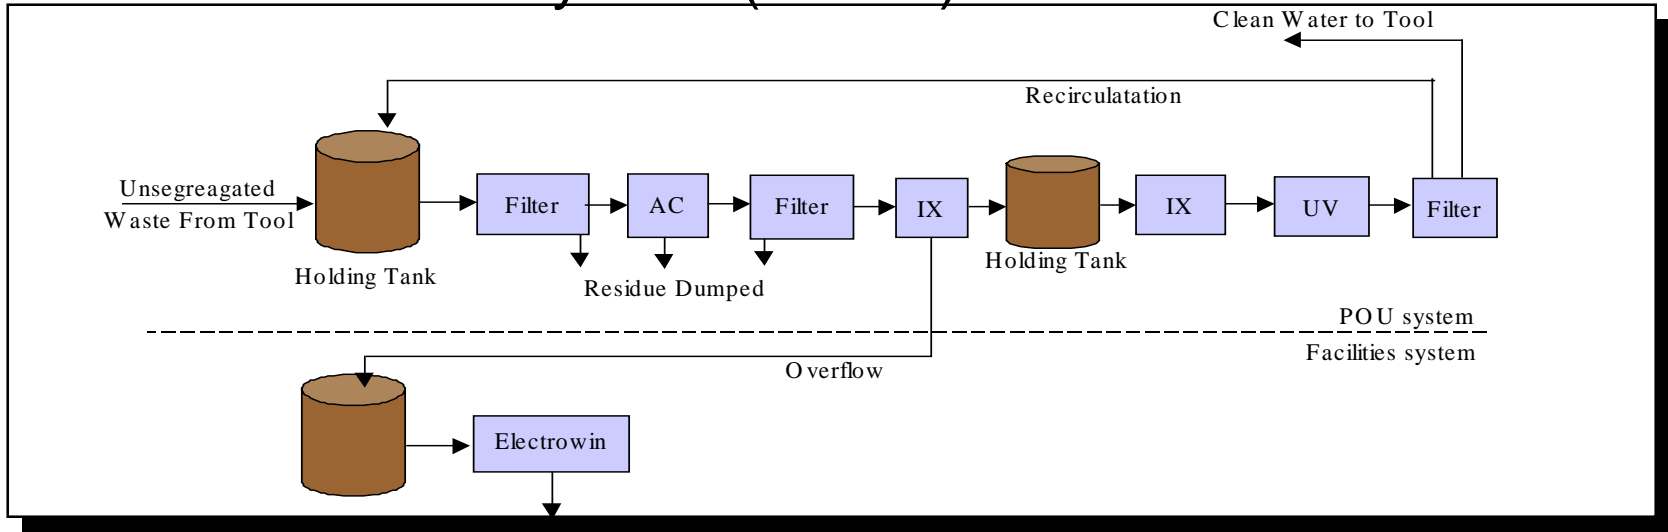 Clean Water to Tool
Recirculatation
Unsegreagated
Waste From Tool
Filter
AC
Filter
IX
IX
UV
Filter
Holding Tank
Holding Tank
Residue Dumped
POU system
Facilities system
Overflow
Electrowin